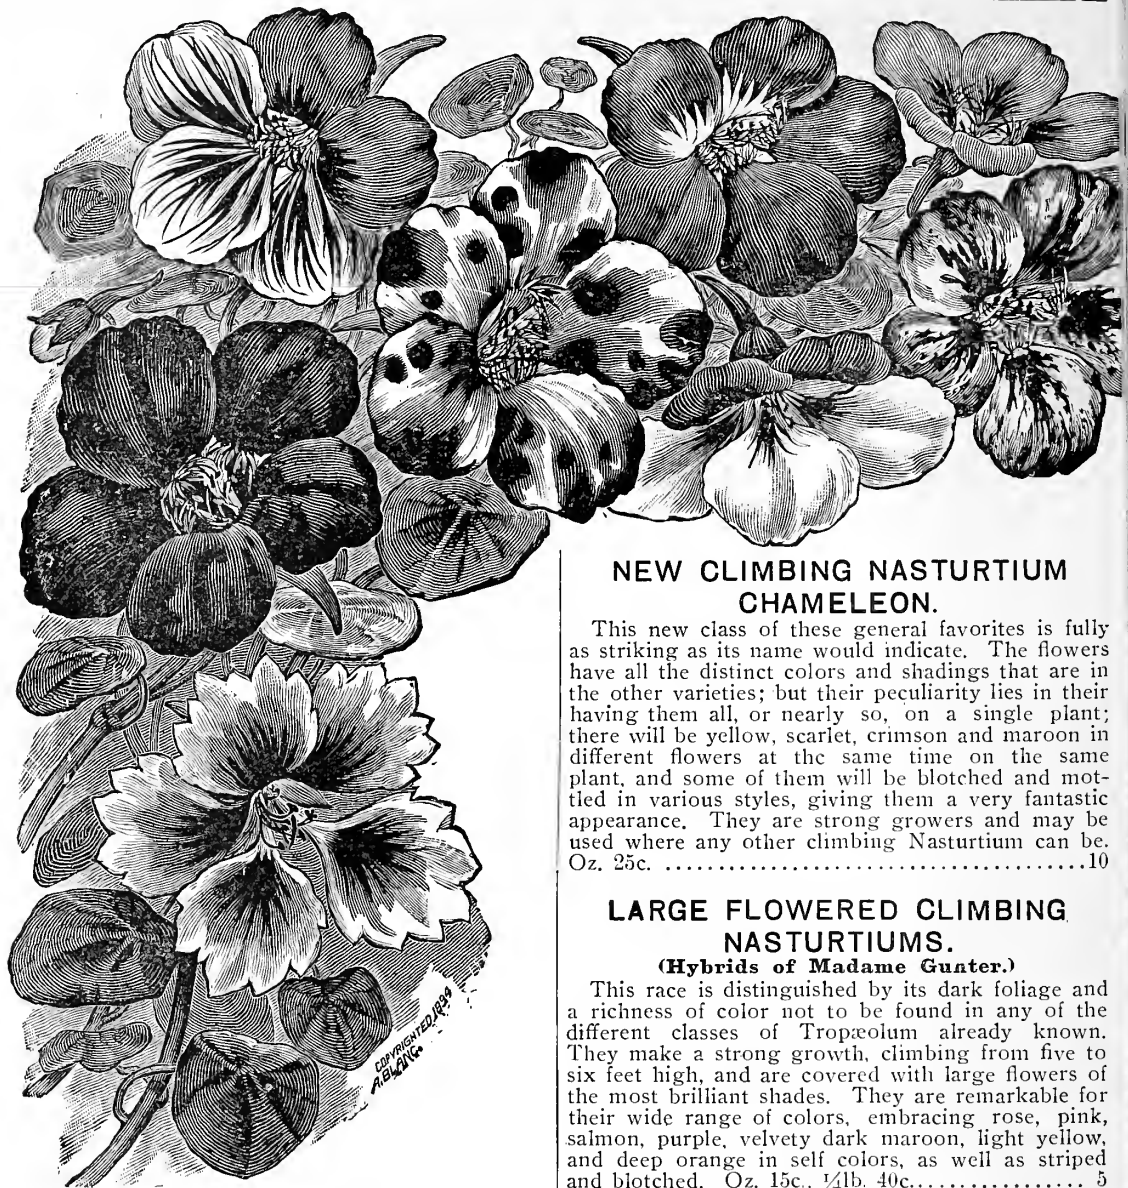 NEW CLIMBING NASTURTIUM
CHAMELEON.
This new class of these general favorites is fully
as striking as its name would indicate. The flowers
have all the distinct colors and shadings that are in
the other varieties; but their peculiarity lies in their
having them all, or nearly so, on a single plant;
there will be yellow, scarlet, crimson and maroon in
different flowers at the same time on the same
plant, and some of them will be blotched and mot-
tled in various styles, giving them a very fantastic
appearance. They are strong growers and may be
used where any other climbing Nasturtium can be.
Oz. 25c. ........................................10
LARGE FLOWERED CLIMBING
NASTURTIUMS.
(Hybrids of Madame Gunter.)
This race is distinguished by its dark foliage and
a richness of color not to be found in any of the
different classes of Tropæolum already known.
They make a strong growth, climbing from five to
six feet high, and are covered with large flowers of
the most brilliant shades. They are remarkable for
their wide range of colors, embracing rose, pink,
salmon, purple, velvety dark maroon, light yellow,
and deep orange in self colors, as well as striped
and blotched. Oz. 15c., ¼lb. 40c................. 5
COPYRIGHTED 1894
A. BLANC